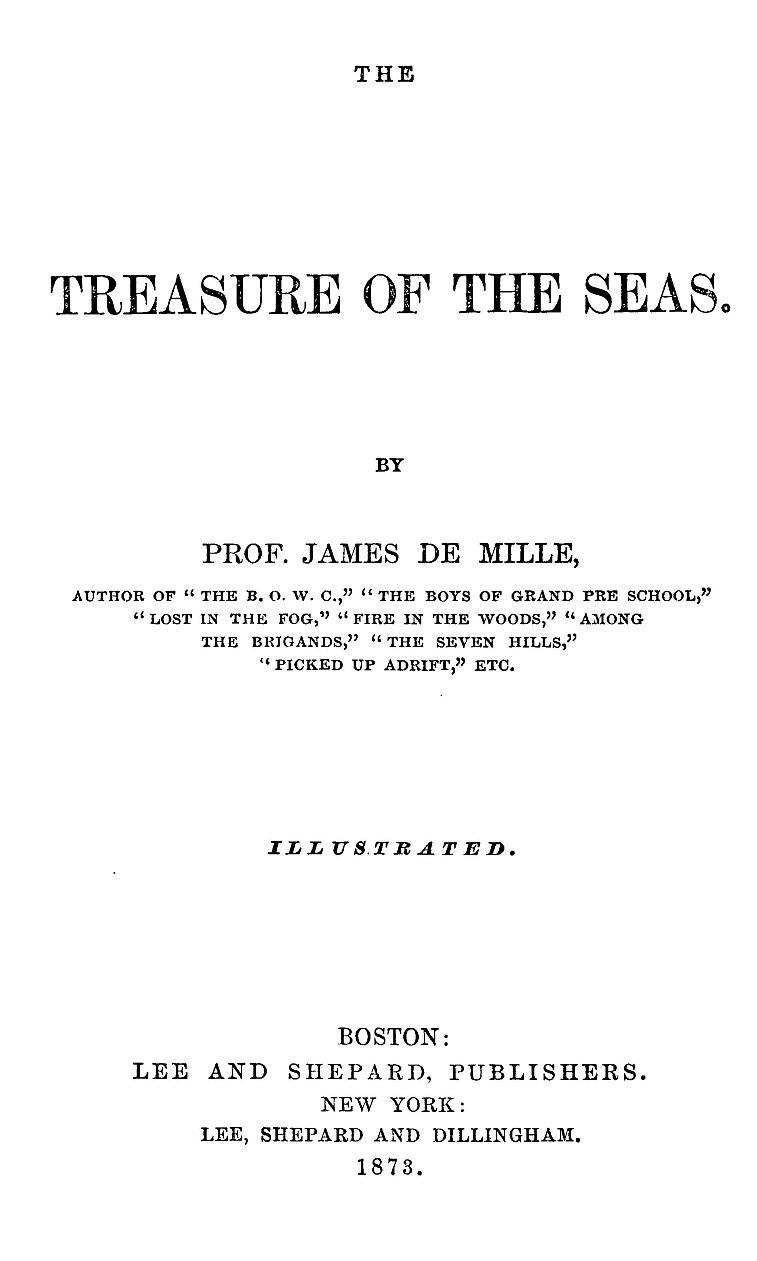 THE
TREASURE OF THE SEAS.
BY
PROF. JAMES DE MILLE,
AUTHOR OF “ THE B. O. W. C.,” “ THE BOYS OF GRAND PRE SCHOOL,”
“ LOST IN THE FOG,” “ FIRE IN THE WOODS,” “ AMONG
THE BRIGANDS,” “ THE SEVEN HILLS,”
“ PICKED UP ADRIFT,” ETC.
ILLUSTRATED.
BOSTON:
LEE AND SHEPARD, PUBLISHERS.
NEW YORK:
LEE, SHEPARD AND DILLINGHAM.
1873.